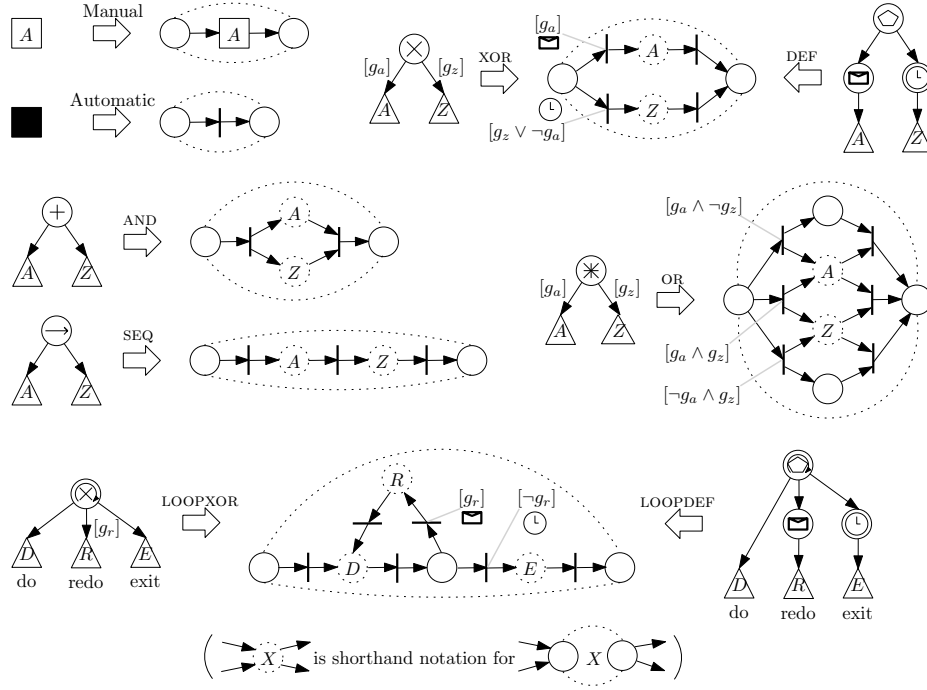 Manual
A
A
Automatic
[g_a]
[g_z]
A
Z
XOR
[g_a]
A
Z
[g_z ∨ ¬g_a]
DEF
A
Z
AND
A
Z
A
Z
SEQ
A
Z
A
Z
[g_a]
[g_z]
A
Z
OR
[g_a ∧ ¬g_z]
A
Z
[g_a ∧ g_z]
[¬g_a ∧ g_z]
LOOPXOR
[g_r]
D
R
E
do
redo
exit
R
[g_r]
[¬g_r]
D
E
LOOPDEF
D
R
E
do
redo
exit
( X is shorthand notation for X )